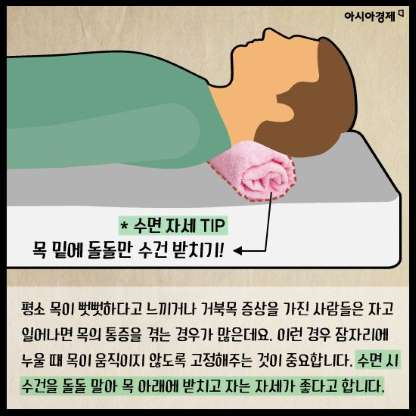 아시아경제
* 수면 자세 TIP
목 밑에 돌돌만 수건 받치기!
평소 목이 뻣뻣하다고 느끼거나 거북목 증상을 가진 사람들은 자고
일어나면 목의 통증을 겪는 경우가 많은데요. 이런 경우 잠자리에
누울 때 목이 움직이지 않도록 고정해주는 것이 중요합니다. 수면 시
수건을 돌돌 말아 목 아래에 받치고 자는 자세가 좋다고 합니다.